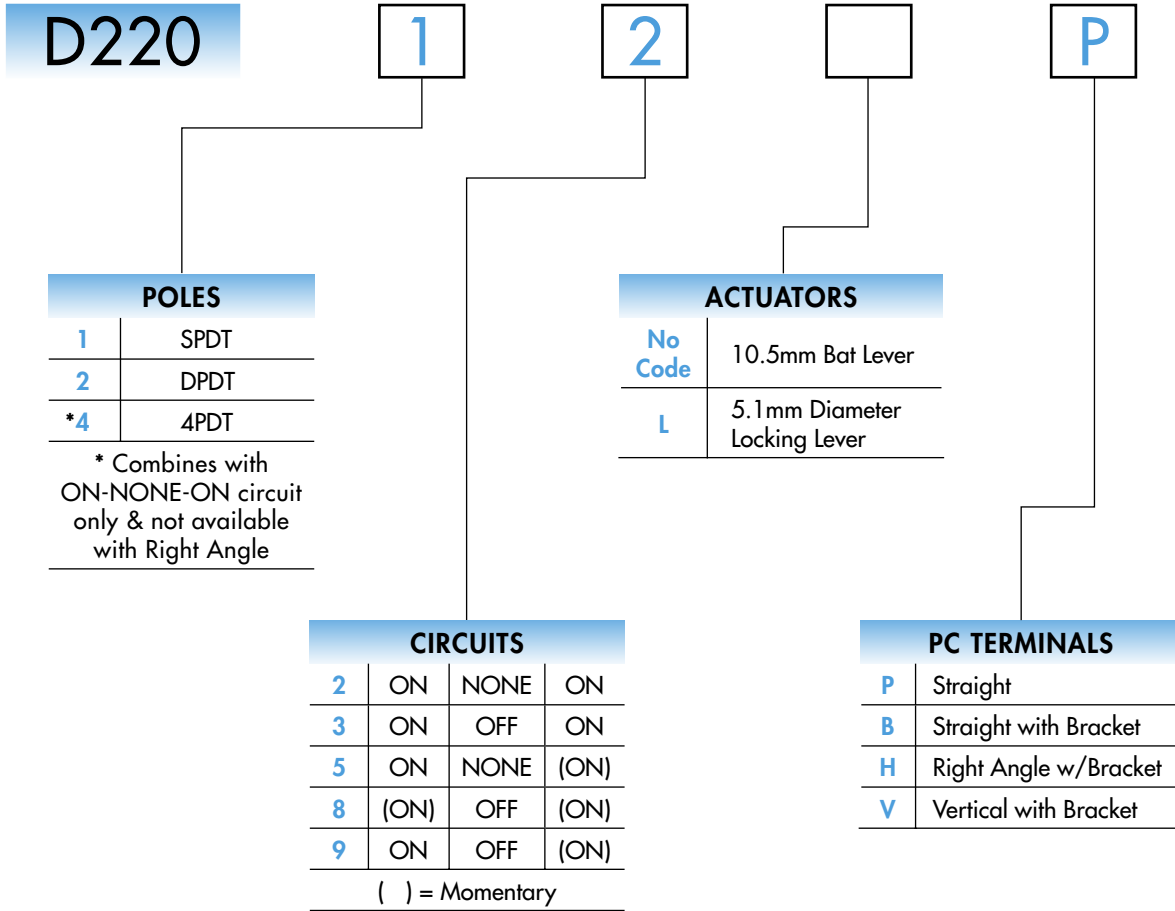 D220 1 2 P
POLES
1 SPDT
2 DPDT
*4 4PDT
* Combines with
ON-NONE-ON circuit
only & not available
with Right Angle
ACTUATORS
No
Code 10.5mm Bat Lever
L 5.1mm Diameter
Locking Lever
CIRCUITS
2 ON NONE ON
3 ON OFF ON
5 ON NONE (ON)
8 (ON) OFF (ON)
9 ON OFF (ON)
( ) = Momentary
PC TERMINALS
P Straight
B Straight with Bracket
H Right Angle w/Bracket
V Vertical with Bracket